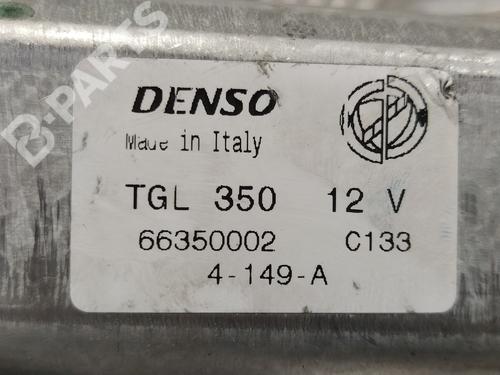 B-PARTS
DENSO
Made in Italy
TGL 350 12 V
66350002 C133
4-149-A